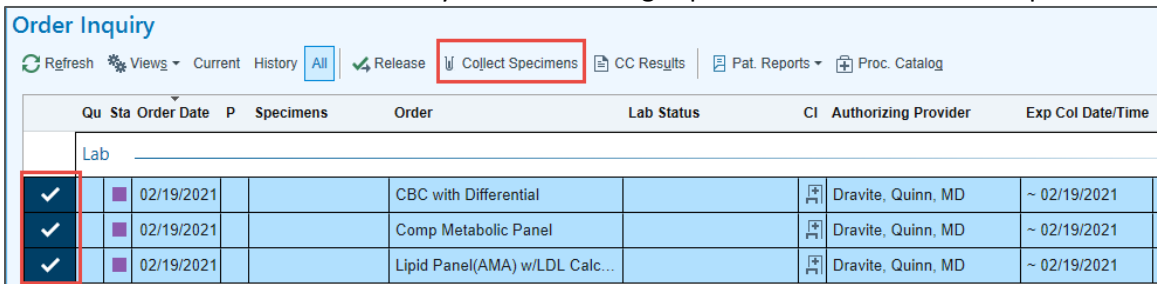 Order Inquiry
Refresh Views Current History All Release Collect Specimens CC Results Pat. Reports Proc. Catalog
Qu Sta Order Date P Specimens Order Lab Status CI Authorizing Provider Exp Col Date/Time
Lab
02/19/2021 CBC with Differential Dravite, Quinn, MD ~ 02/19/2021
02/19/2021 Comp Metabolic Panel Dravite, Quinn, MD ~ 02/19/2021
02/19/2021 Lipid Panel(AMA) w/LDL Calc... Dravite, Quinn, MD ~ 02/19/2021